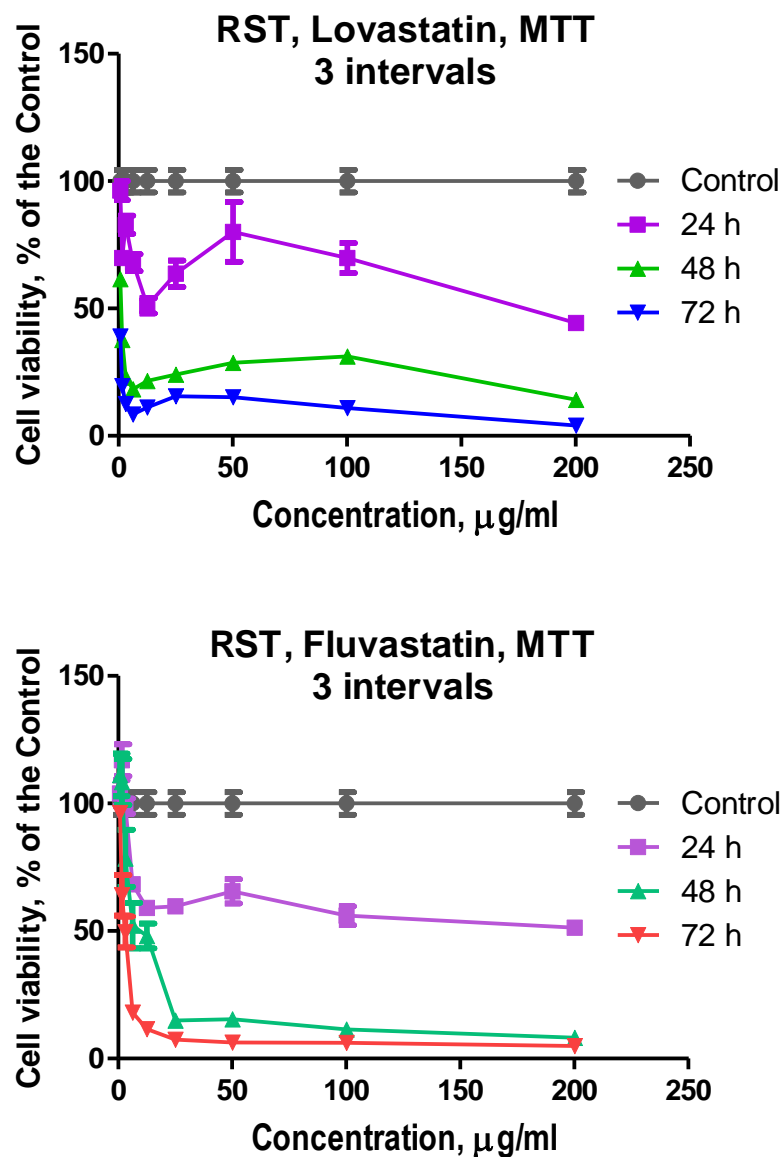 RST, Lovastatin, MTT
3 intervals
Cell viability, % of the Control
150
100
50
0
0
50
100
150
200
250
Concentration, μg/ml
Control
24 h
48 h
72 h
RST, Fluvastatin, MTT
3 intervals
Cell viability, % of the Control
150
100
50
0
0
50
100
150
200
250
Concentration, μg/ml
Control
24 h
48 h
72 h